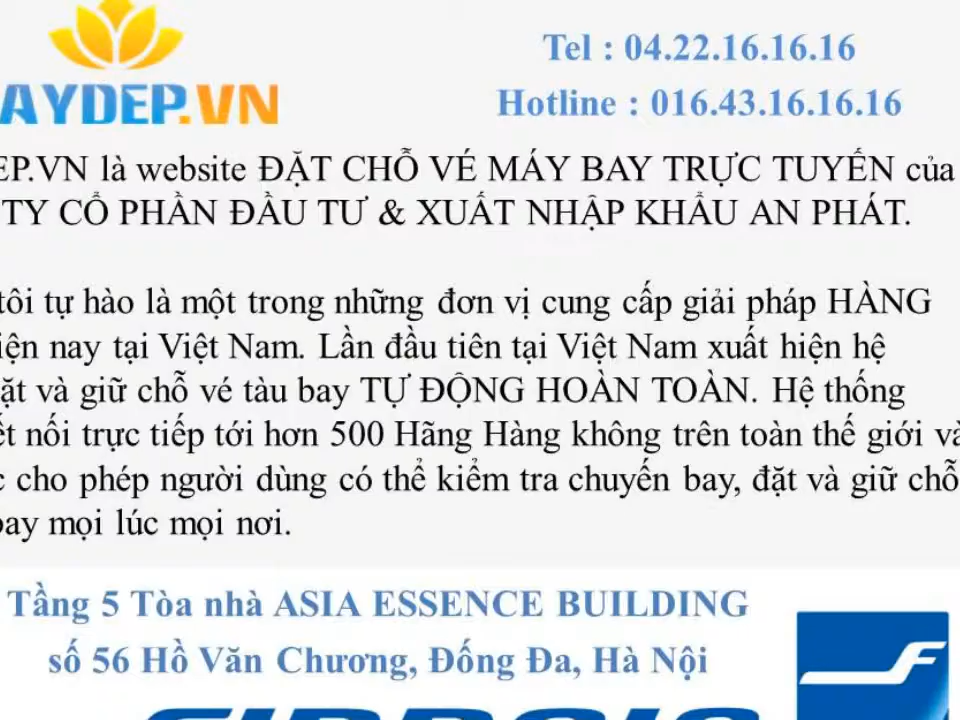 Tel : 04.22.16.16.16
AYDEP.VN
Hotline : 016.43.16.16.16
EP.VN là website ĐẶT CHỖ VÉ MÁY BAY TRỰC TUYẾN của
TY CỔ PHẦN ĐẦU TƯ & XUẤT NHẬP KHẨU AN PHÁT.
tôi tự hào là một trong những đơn vị cung cấp giải pháp HÀNG
iện nay tại Việt Nam. Lần đầu tiên tại Việt Nam xuất hiện hệ
ặt và giữ chỗ vé tàu bay TỰ ĐỘNG HOÀN TOÀN. Hệ thống
ết nối trực tiếp tới hơn 500 Hãng Hàng không trên toàn thế giới và
c cho phép người dùng có thể kiểm tra chuyến bay, đặt và giữ chỗ
bay mọi lúc mọi nơi.
Tầng 5 Tòa nhà ASIA ESSENCE BUILDING
số 56 Hồ Văn Chương, Đống Đa, Hà Nội